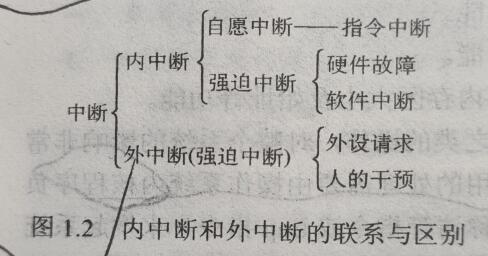 自愿中断——指令中断
内中断
强迫中断
硬件故障
软件中断
中断
外中断(强迫中断)
外设请求
人的干预
图 1.2 内中断和外中断的联系与区别